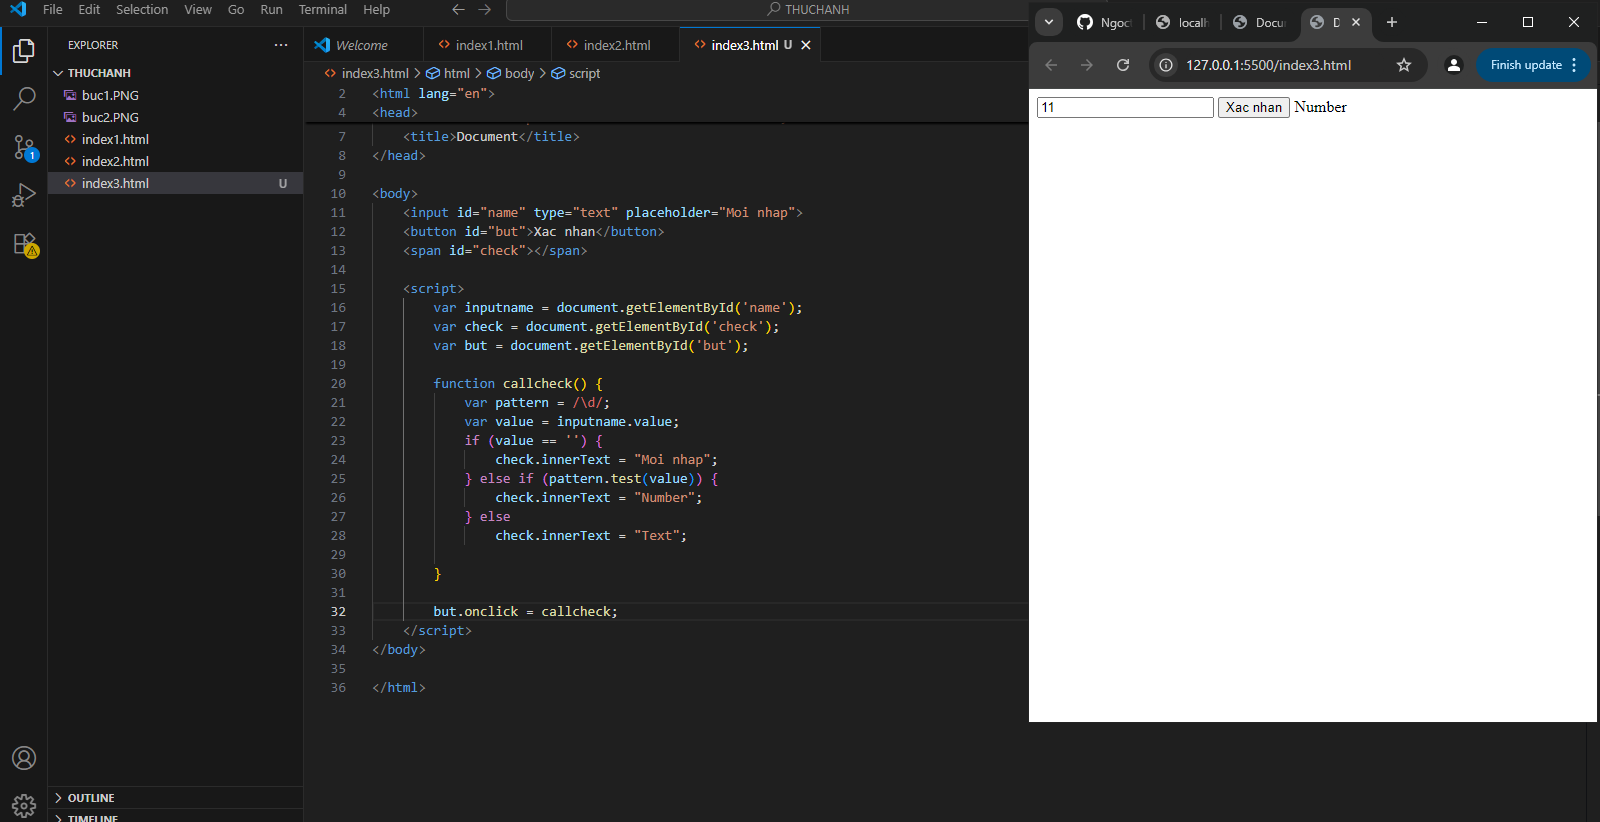 File Edit Selection View Go Run Terminal Help
THUCHANH
EXPLORER
THUCHANH
buc1.PNG
buc2.PNG
index1.html
index2.html
index3.html U
OUTLINE
TIMELINE
1
Welcome index1.html index2.html index3.html U
index3.html > html > body > script
2 <html lang="en">
4 <head>
7 <title>Document</title>
8 </head>
9
10 <body>
11 <input id="name" type="text" placeholder="Moi nhap">
12 <button id="but">Xac nhan</button>
13 <span id="check"></span>
14
15 <script>
16 var inputname = document.getElementById('name');
17 var check = document.getElementById('check');
18 var but = document.getElementById('but');
19
20 function callcheck() {
21 var pattern = /\d/;
22 var value = inputname.value;
23 if (value == '') {
24 check.innerText = "Moi nhap";
25 } else if (pattern.test(value)) {
26 check.innerText = "Number";
27 } else
28 check.innerText = "Text";
29
30 }
31
32 but.onclick = callcheck;
33 </script>
34 </body>
35
36 </html>
Ngoc localh Docu D
127.0.0.1:5500/index3.html
Finish update
11 Xac nhan Number